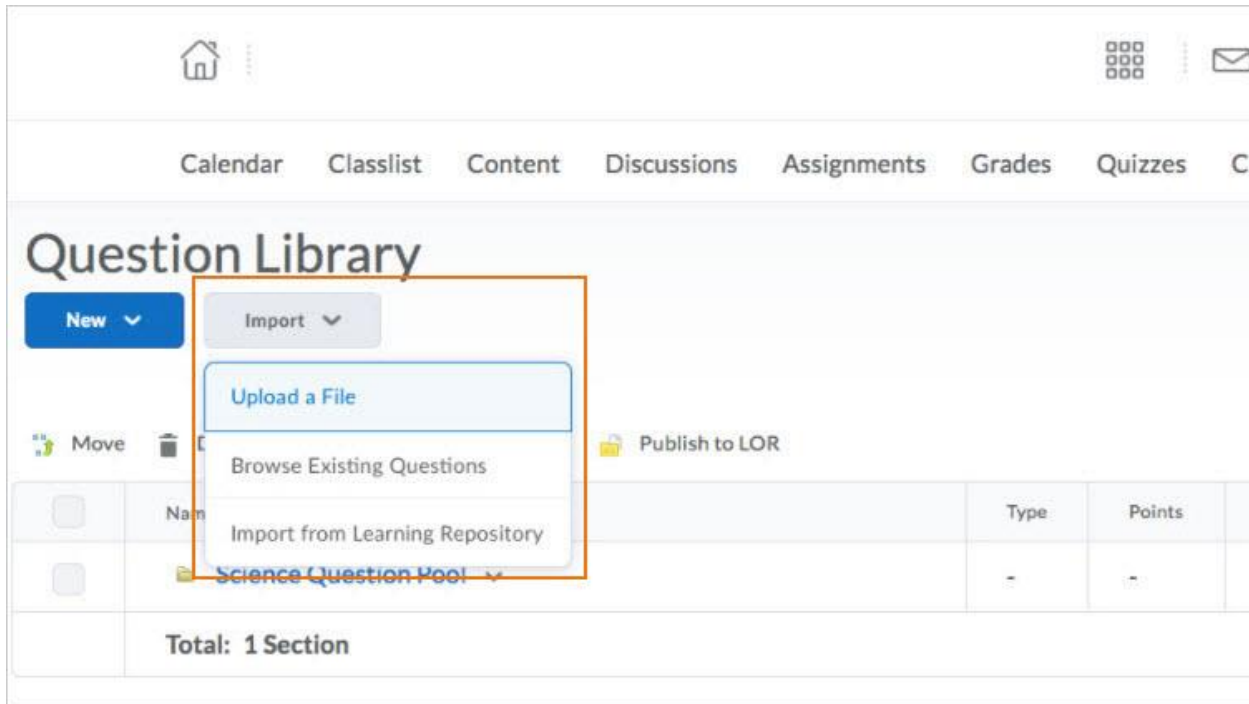 Calendar Classlist Content Discussions Assignments Grades Quizzes C
Question Library
New Import
Upload a File
Move D Publish to LOR
Browse Existing Questions
Nam Type Points
Import from Learning Repository
Science Question Pool - -
Total: 1 Section